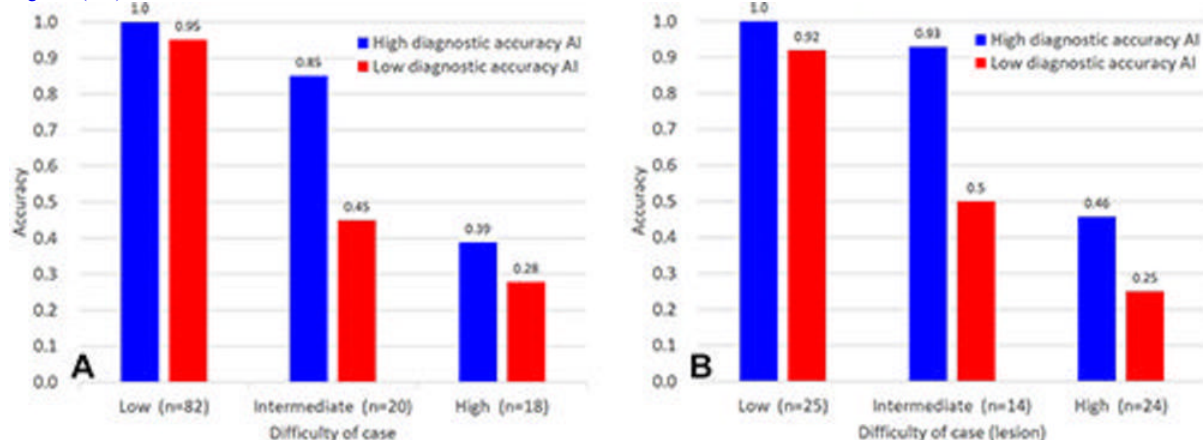 1.0
0.9
0.8
0.7
0.6
0.5
0.4
0.3
0.2
0.1
0.0
Accuracy
1.0
0.95
0.85
0.45
0.39
0.28
High diagnostic accuracy AI
Low diagnostic accuracy AI
A
Low (n=82) Intermediate (n=20) High (n=18)
Difficulty of case
1.0
0.9
0.8
0.7
0.6
0.5
0.4
0.3
0.2
0.1
0.0
Accuracy
1.0
0.92
0.93
0.5
0.46
0.25
High diagnostic accuracy AI
Low diagnostic accuracy AI
B
Low (n=25) Intermediate (n=14) High (n=24)
Difficulty of case (lesion)